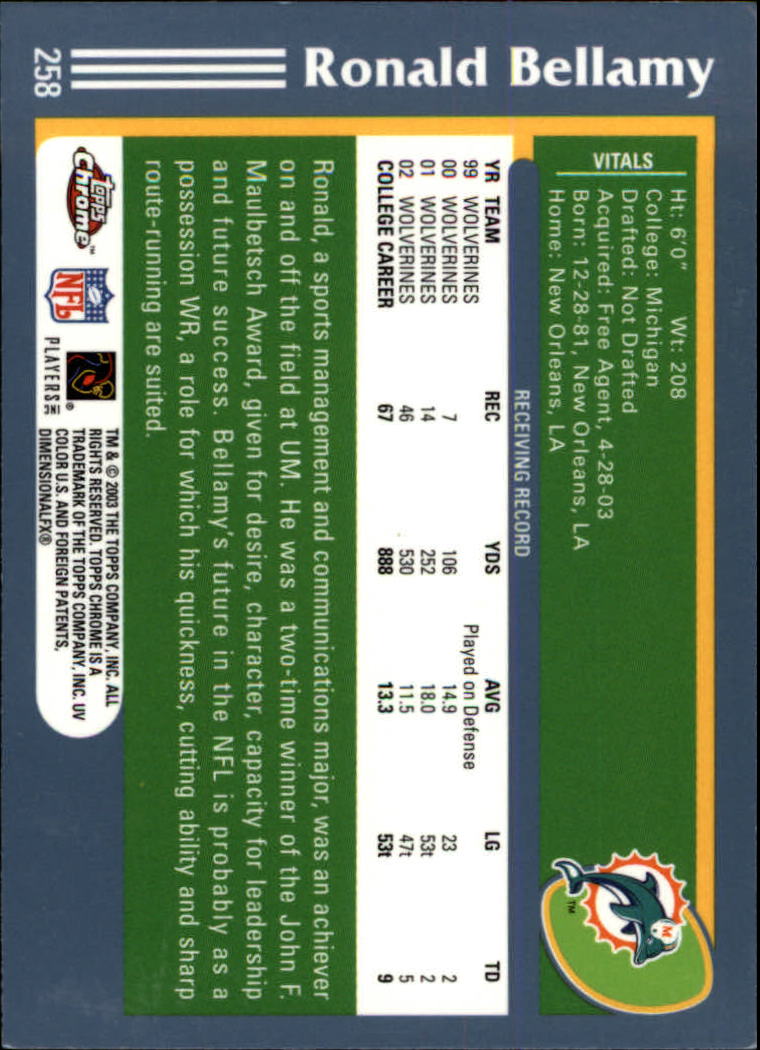 258
Ronald Bellamy
VITALS
Ht: 6'0" Wt: 208
College: Michigan
Drafted: Not Drafted
Acquired: Free Agent, 4-28-03
Born: 12-28-81, New Orleans, LA
Home: New Orleans, LA
M
TM
RECEIVING RECORD
YR TEAM REC YDS AVG LG TD
99 WOLVERINES Played on Defense
00 WOLVERINES 7 106 14.9 23 2
01 WOLVERINES 14 252 18.0 53t 2
02 WOLVERINES 46 530 11.5 47t 5
COLLEGE CAREER 67 888 13.3 53t 9
Ronald, a sports management and communications major, was an achiever
on and off the field at UM. He was a two-time winner of the John F.
Maulbetsch Award, given for desire, character, capacity for leadership
and future success. Bellamy's future in the NFL is probably as a
possession WR, a role for which his quickness, cutting ability and sharp
route-running are suited.
Topps
Chrome™
NFL
®
PLAYERS INC
TM & © 2003 THE TOPPS COMPANY, INC. ALL
RIGHTS RESERVED. TOPPS CHROME IS A
TRADEMARK OF THE TOPPS COMPANY, INC. UV
COLOR U.S. AND FOREIGN PATENTS,
DIMENSIONALFX®